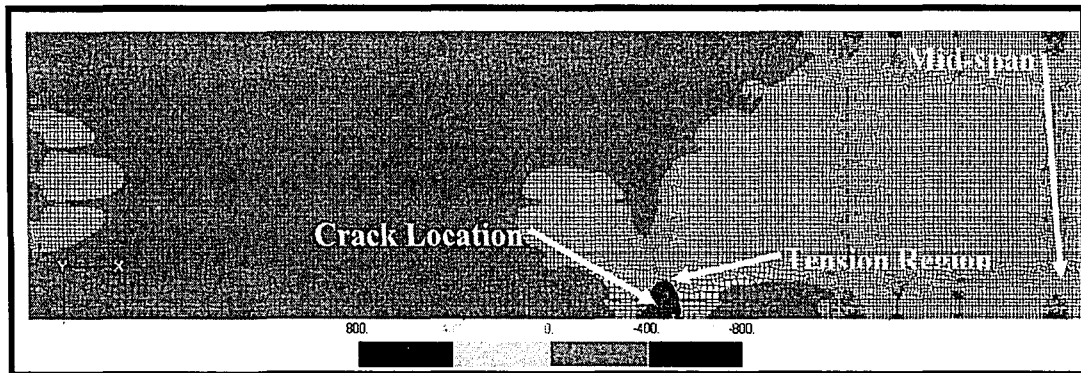 Mid-span
Crack Location
Tension Region
Y X
800. 0. -400. -800.